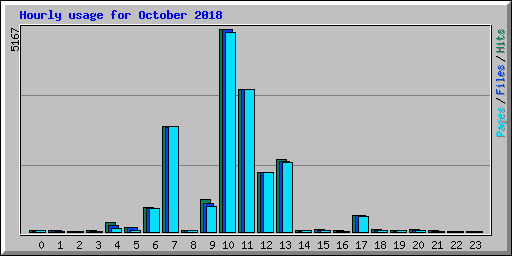 Hourly usage for October 2018
5167
Pages/Files/Hits
0 1 2 3 4 5 6 7 8 9 10 11 12 13 14 15 16 17 18 19 20 21 22 23